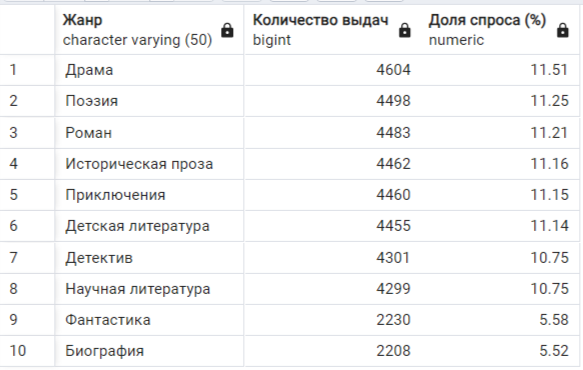 Жанр Количество выдач Доля спроса (%)
character varying (50) bigint numeric
1 Драма 4604 11.51
2 Поэзия 4498 11.25
3 Роман 4483 11.21
4 Историческая проза 4462 11.16
5 Приключения 4460 11.15
6 Детская литература 4455 11.14
7 Детектив 4301 10.75
8 Научная литература 4299 10.75
9 Фантастика 2230 5.58
10 Биография 2208 5.52